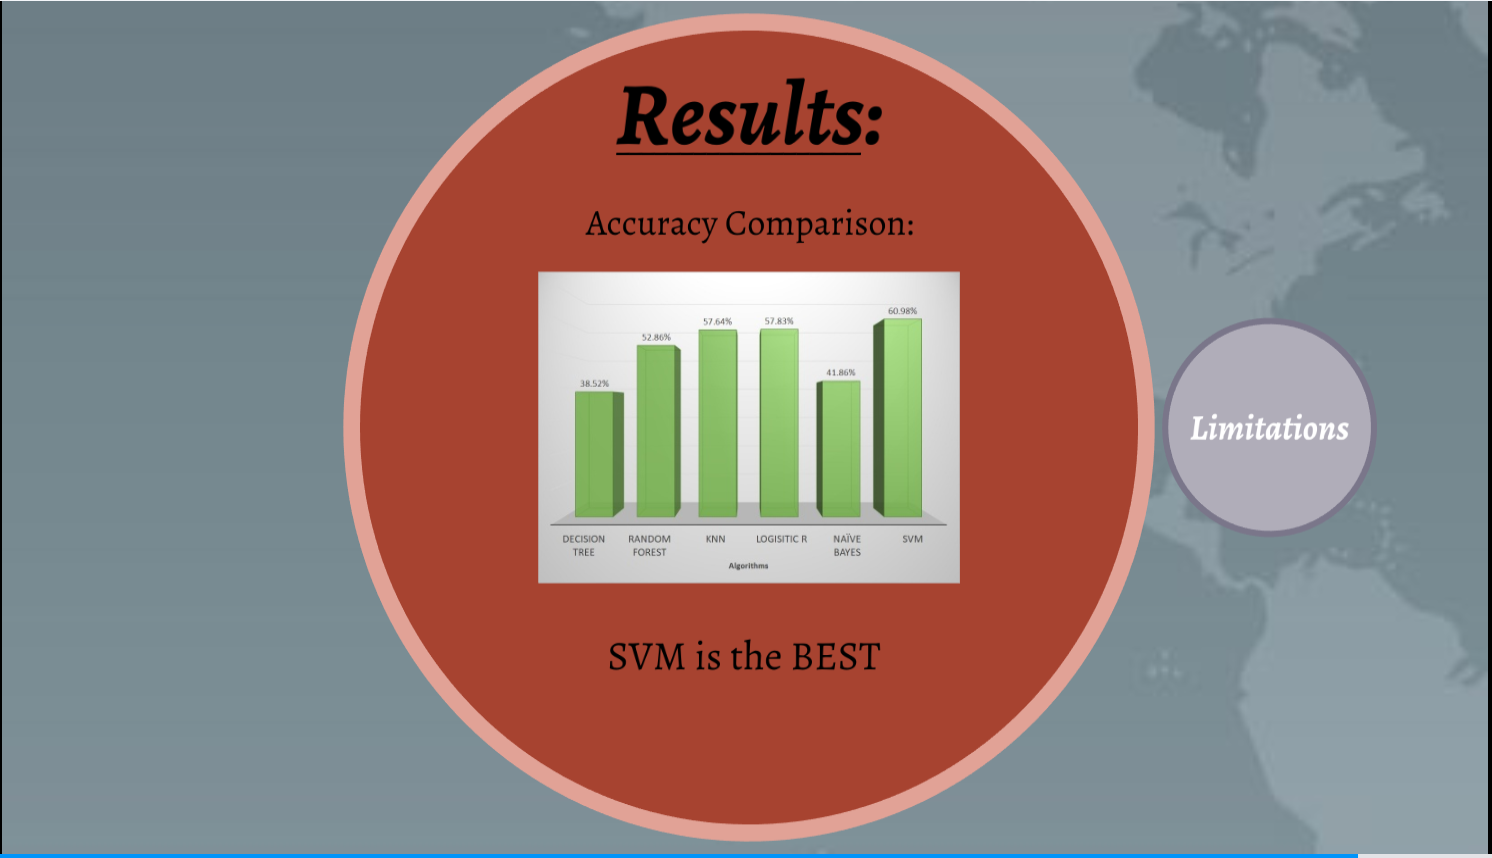 Results:
Accuracy Comparison:
38.52%
52.86%
57.64%
57.83%
41.86%
60.98%
DECISION TREE
RANDOM FOREST
KNN
LOGISITIC R
NAÏVE BAYES
SVM
Algorithms
SVM is the BEST
Limitations